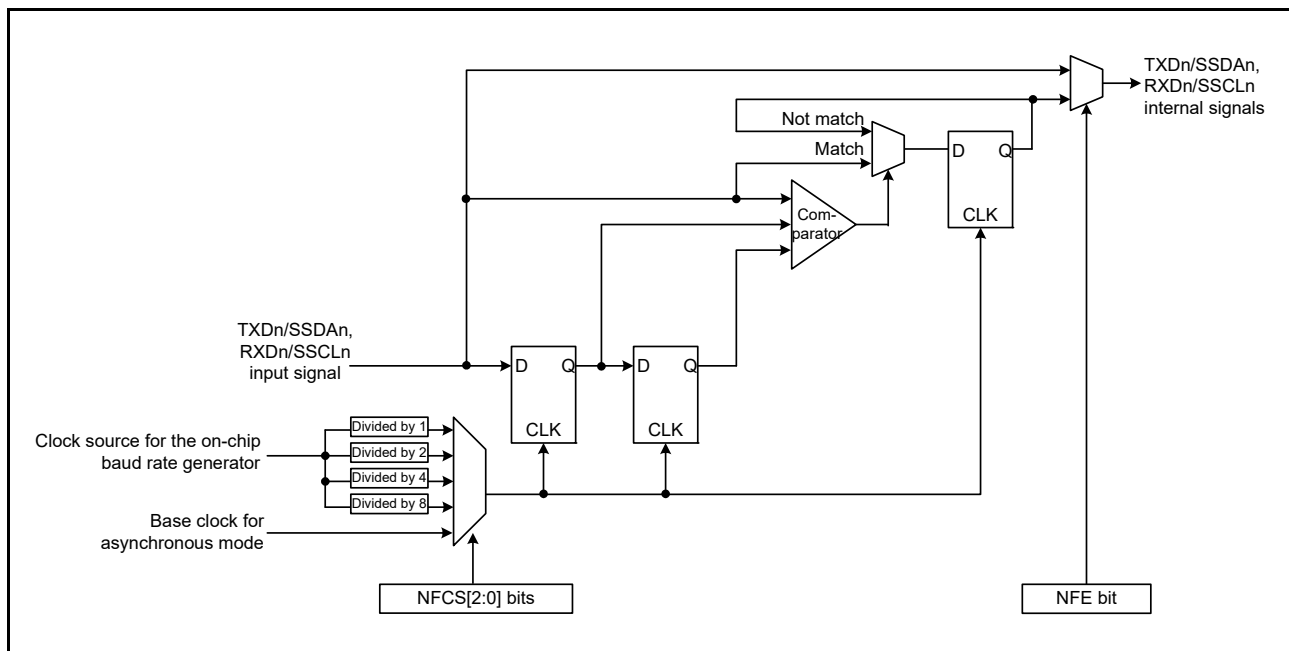 TXDn/SSDAn,
RXDn/SSCLn
internal signals
Not match
Match
D
Q
CLK
Com-
parator
TXDn/SSDAn,
RXDn/SSCLn
input signal
D
Q
CLK
D
Q
CLK
Clock source for the on-chip
baud rate generator
Divided by 1
Divided by 2
Divided by 4
Divided by 8
Base clock for
asynchronous mode
NFCS[2:0] bits
NFE bit